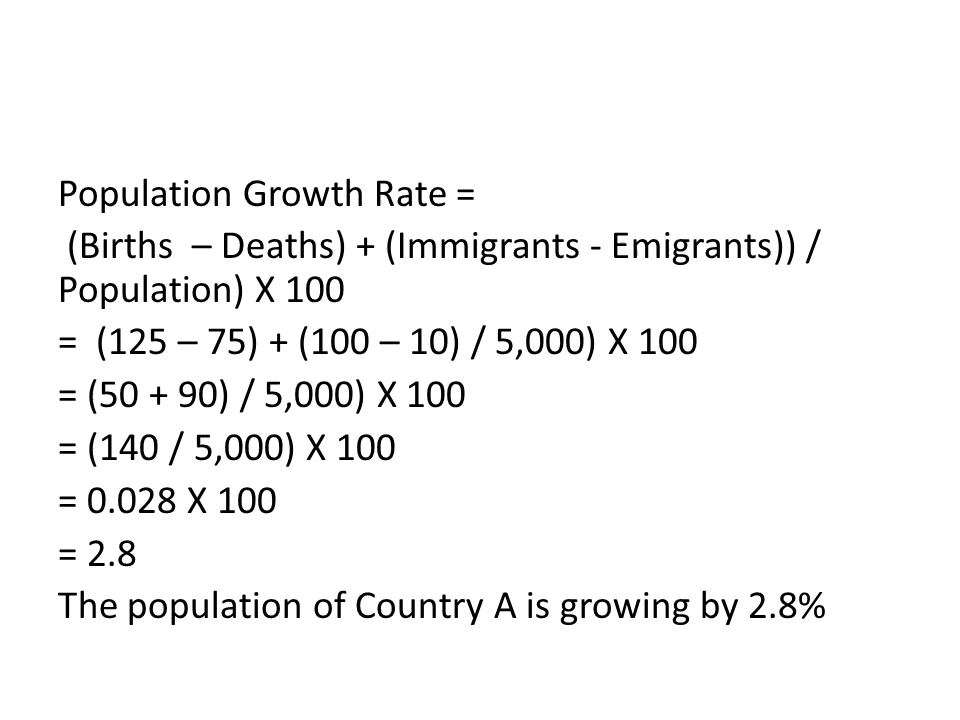 Population Growth Rate =
(Births – Deaths) + (Immigrants - Emigrants)) /
Population) X 100
= (125 – 75) + (100 – 10) / 5,000) X 100
= (50 + 90) / 5,000) X 100
= (140 / 5,000) X 100
= 0.028 X 100
= 2.8
The population of Country A is growing by 2.8%